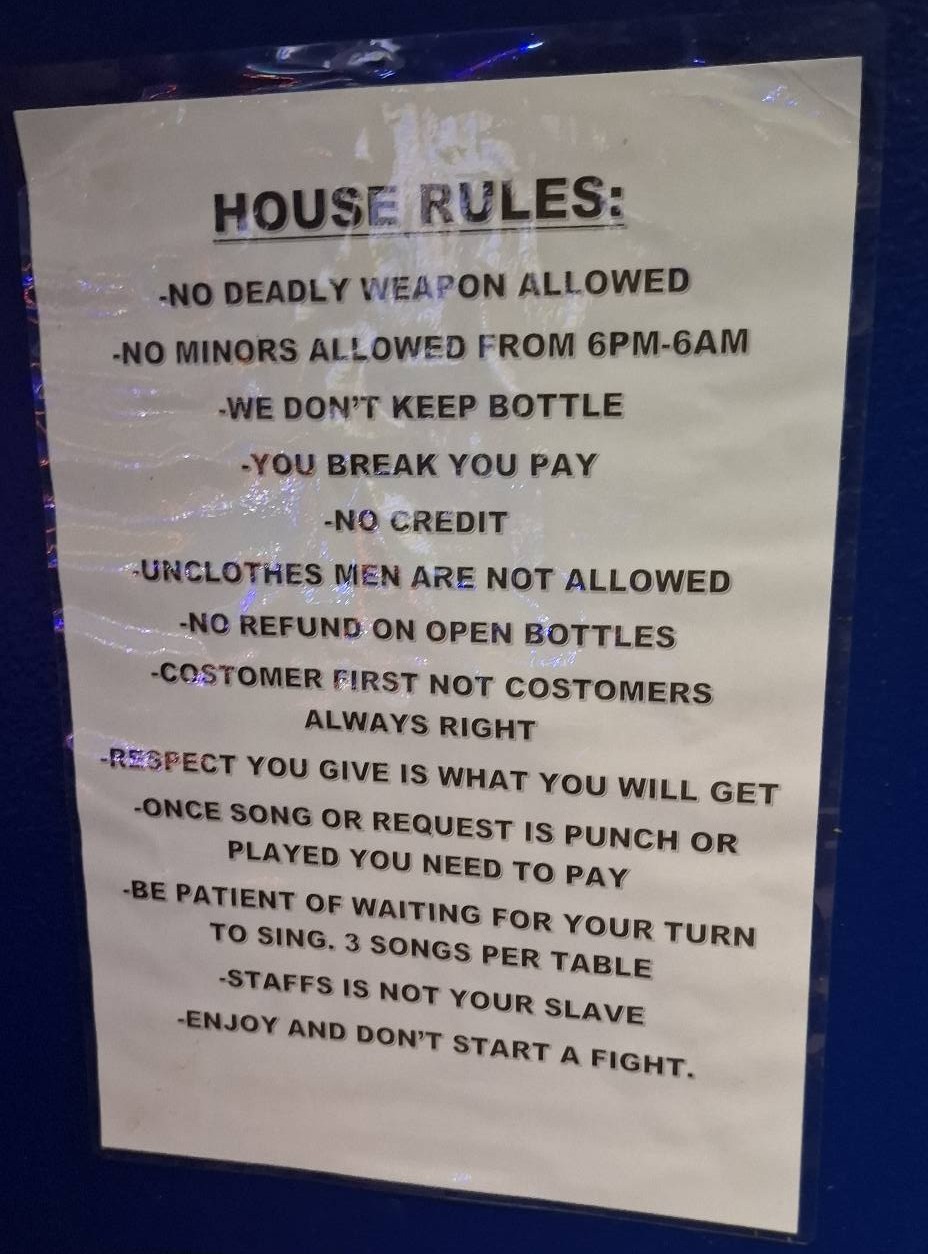 HOUSE RULES:
-NO DEADLY WEAPON ALLOWED
-NO MINORS ALLOWED FROM 6PM-6AM
-WE DON'T KEEP BOTTLE
-YOU BREAK YOU PAY
-NO CREDIT
-UNCLOTHES MEN ARE NOT ALLOWED
-NO REFUND ON OPEN BOTTLES
-COSTOMER FIRST NOT COSTOMERS
ALWAYS RIGHT
-RESPECT YOU GIVE IS WHAT YOU WILL GET
-ONCE SONG OR REQUEST IS PUNCH OR
PLAYED YOU NEED TO PAY
-BE PATIENT OF WAITING FOR YOUR TURN
TO SING. 3 SONGS PER TABLE
-STAFFS IS NOT YOUR SLAVE
-ENJOY AND DON'T START A FIGHT.